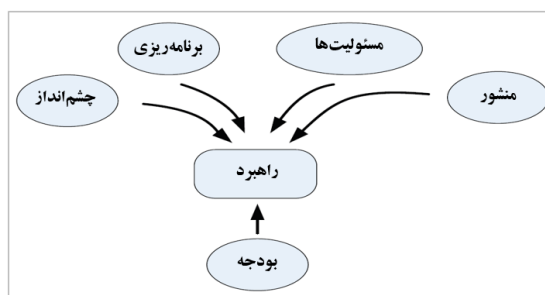 مسئولیت‌ها
برنامه‌ریزی
منشور
چشم‌انداز
راهبرد
بودجه